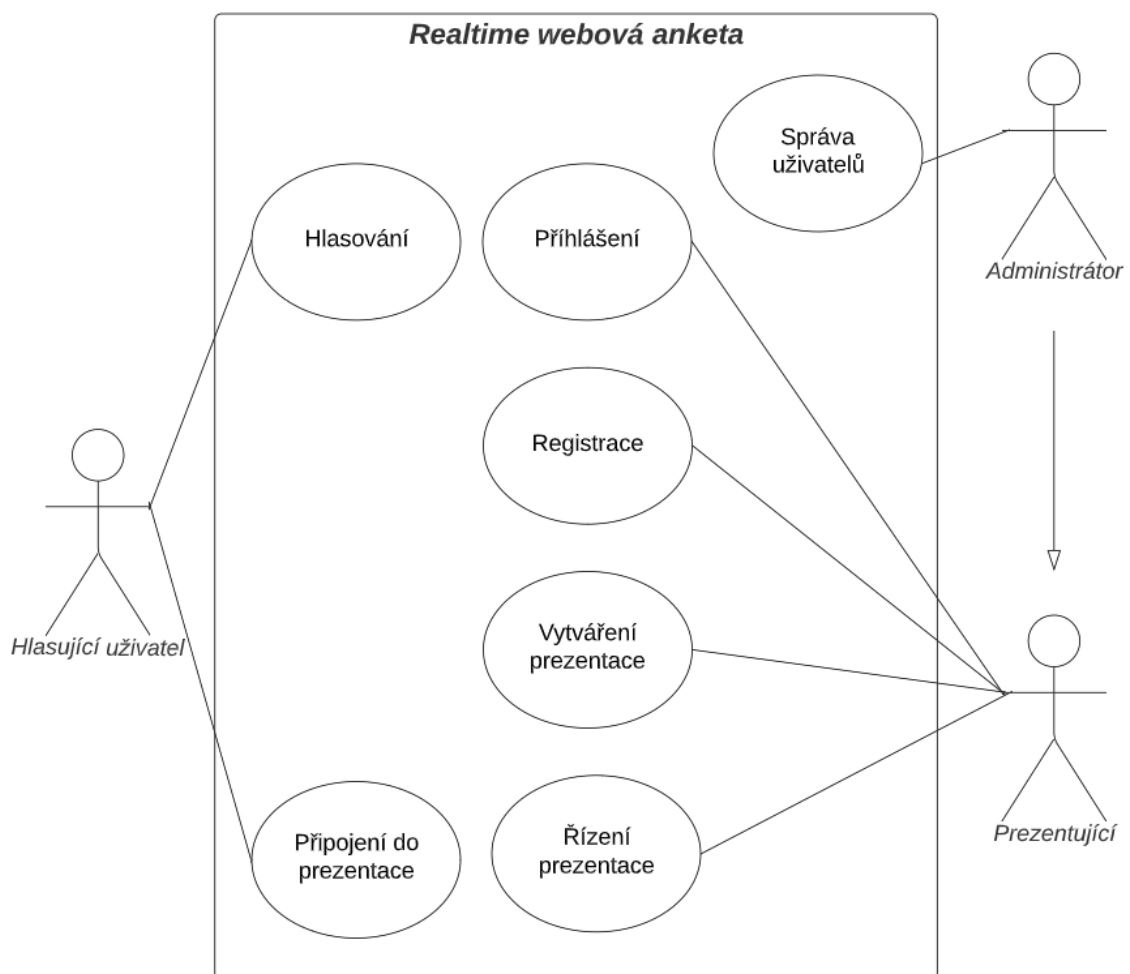 Realtime webová anketa
Správa
uživatelů
Administrátor
Hlasování
Příhlášení
Registrace
Hlasující uživatel
Vytváření
prezentace
Připojení do
prezentace
Řízení
prezentace
Prezentující